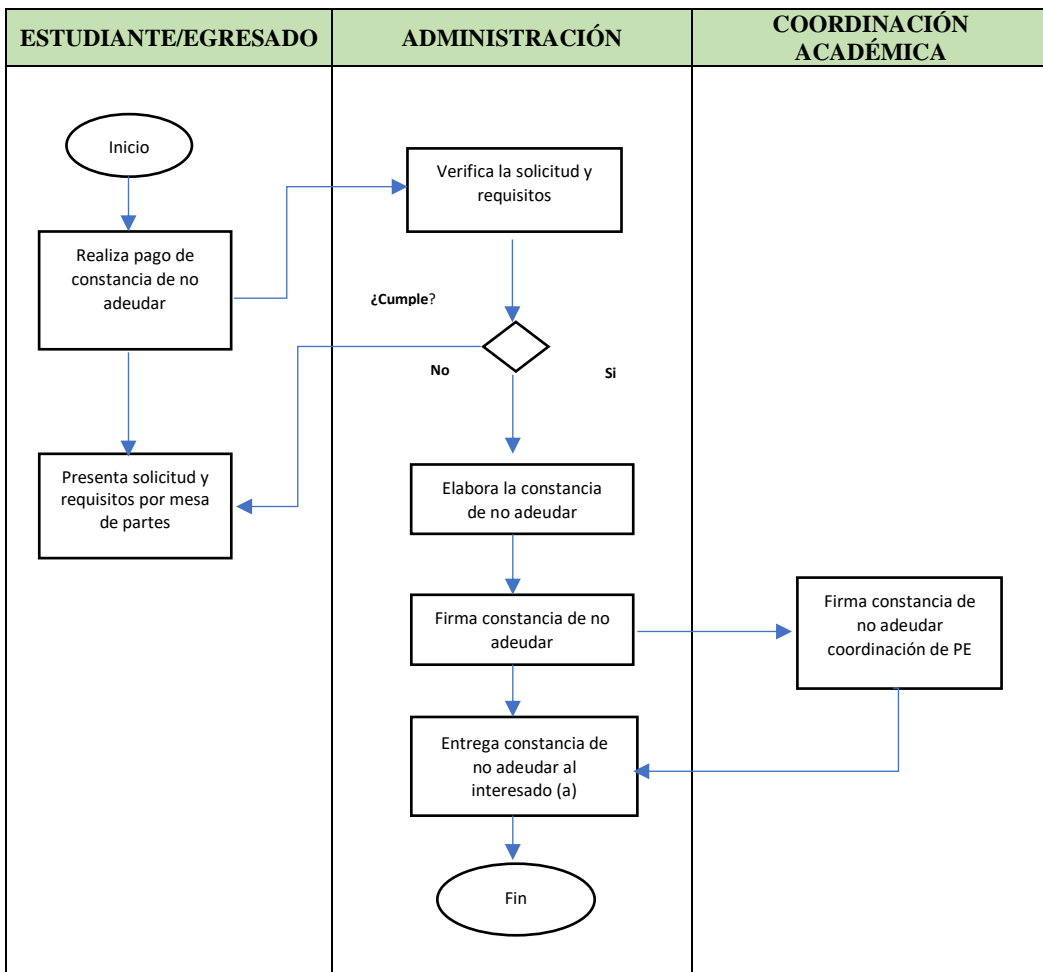 ESTUDIANTE/EGRESADO
ADMINISTRACIÓN
COORDINACIÓN
ACADÉMICA
Inicio
Realiza pago de
constancia de no
adeudar
Presenta solicitud y
requisitos por mesa
de partes
Verifica la solicitud y
requisitos
¿Cumple?
No
Si
Elabora la constancia
de no adeudar
Firma constancia de no
adeudar
Firma constancia de
no adeudar
coordinación de PE
Entrega constancia de
no adeudar al
interesado (a)
Fin